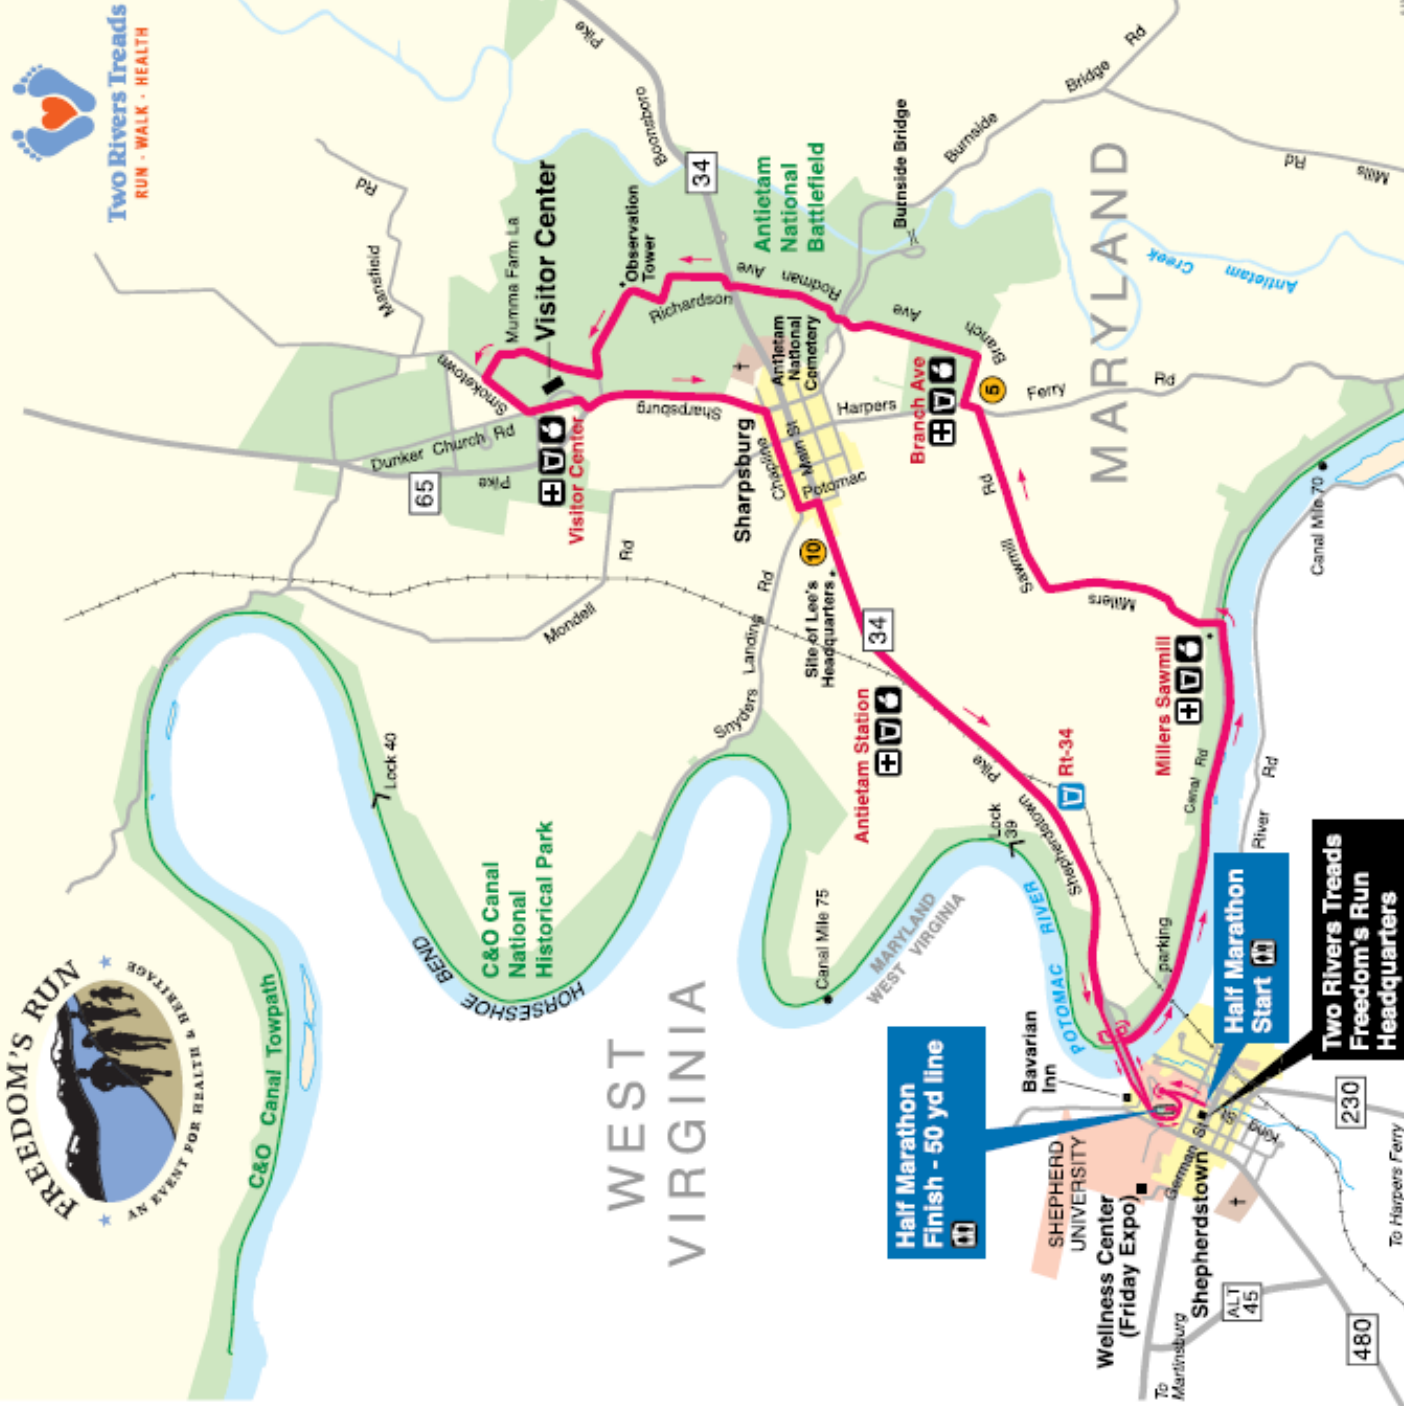 FREEDOM'S RUN
AN EVENT FOR HEALTH & HERITAGE
Two Rivers Treads
RUN · WALK · HEALTH
C&O Canal Towpath
Lock 40
HORSESHOE
BEND
C&O Canal
National
Historical Park
WEST
VIRGINIA
Canal Mile 75
MARYLAND
WEST VIRGINIA
Lock
39
POTOMAC RIVER
Mansfield
Rd
Smoketown
Mumma Farm La
Visitor Center
Dunker Church Rd
65
Pike
Visitor Center
Observation
Tower
Richardson
Ave
Sharpsburg
Boonsboro
Pike
34
Antietam
National
Battlefield
Rodman
Ave
Antietam
National
Cemetery
Sharpsburg
Chapline
Main St
Potomac
Harpers
Ferry
Rd
Branch
Ave
Branch Ave
5
Burnside Bridge
Burnside
Bridge
Rd
Mills
Rd
MARYLAND
Antietam
Creek
Mondell
Rd
Snyders Landing Rd
10
Site of Lee's
Headquarters
34
Antietam Station
Shepherdstown
Pike
Rt-34
Sawmill
Rd
Millers
Millers Sawmill
Canal Rd
Canal Mile 70
River
Rd
parking
Half Marathon
Start
Half Marathon
Finish - 50 yd line
Bavarian
Inn
SHEPHERD
UNIVERSITY
Wellness Center
(Friday Expo)
Shepherdstown
German St
King
St
Two Rivers Treads
Freedom's Run
Headquarters
230
ALT
45
480
To
Martinsburg
To Harpers Ferry